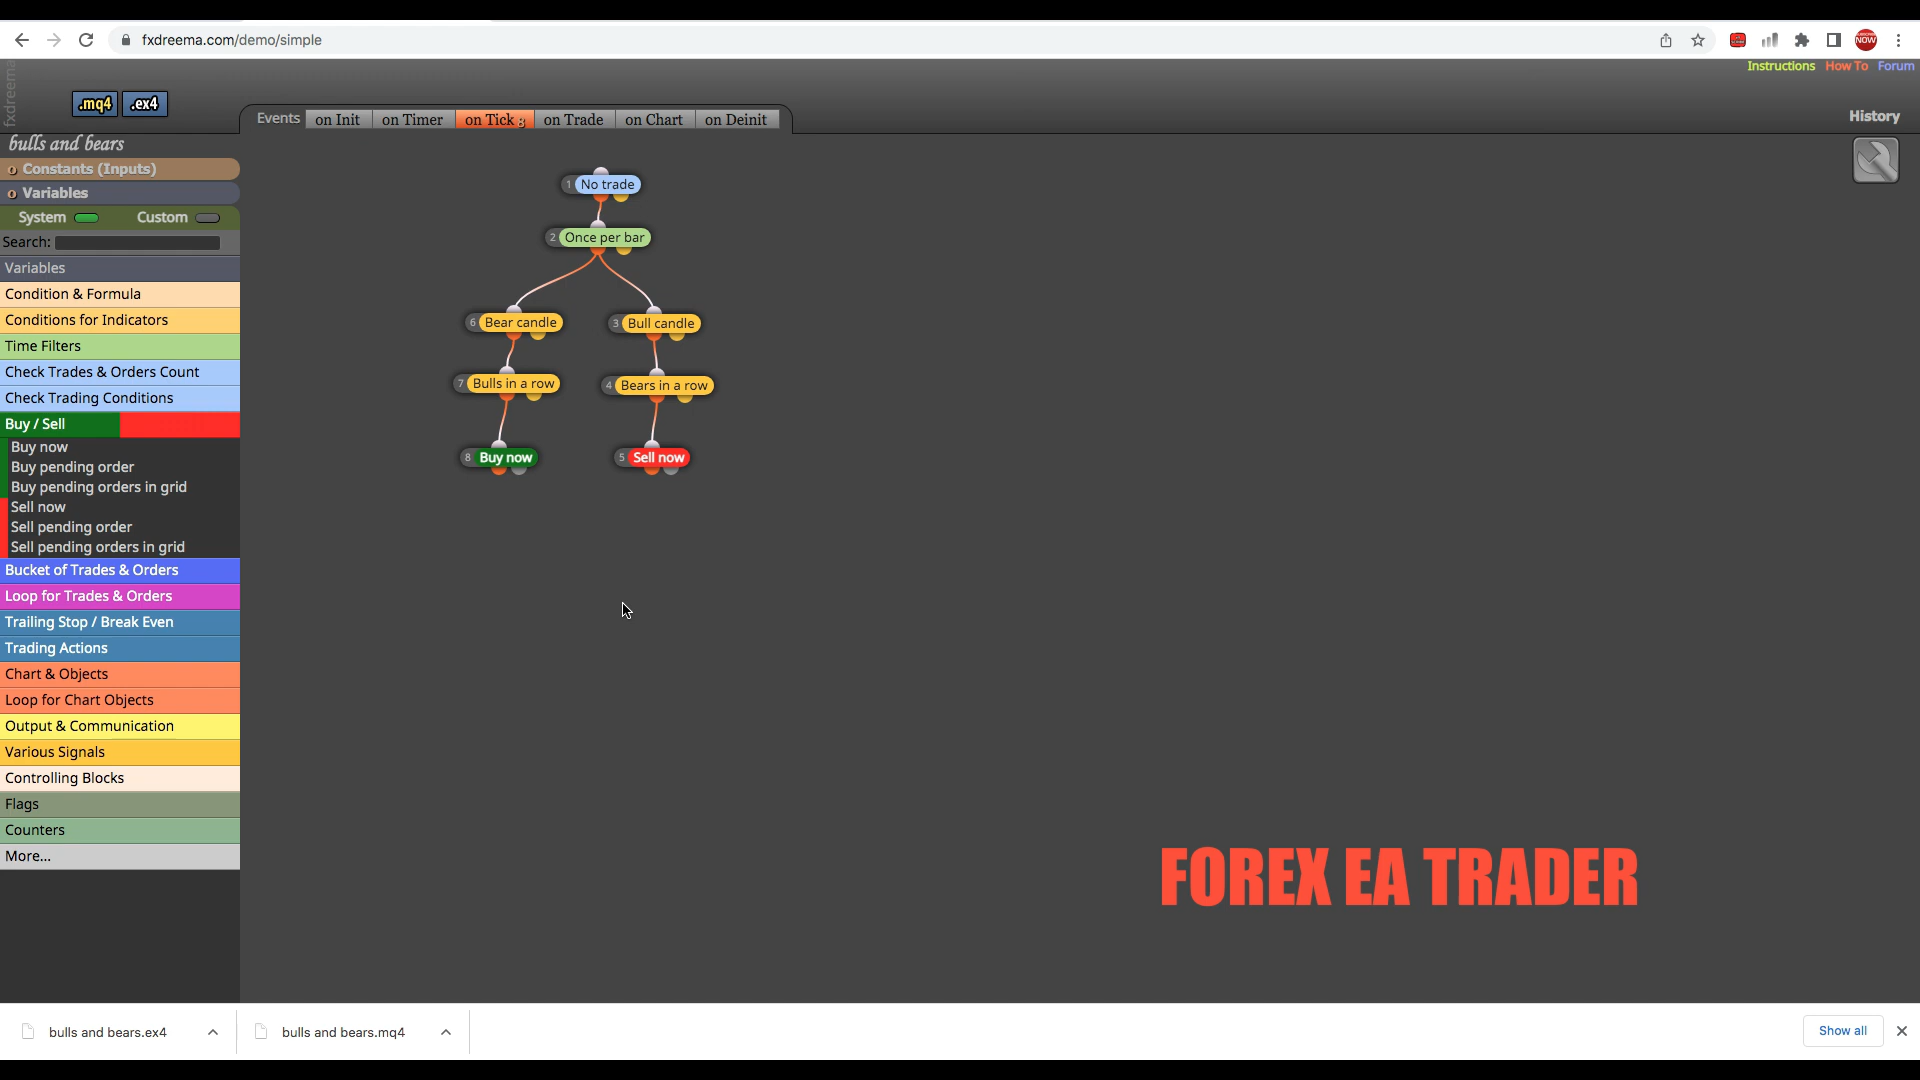 fxdreema.com/demo/simple
NOW
Instructions How To Forum
fxdreema
.mq4 .ex4
Events on Init on Timer on Tick 8 on Trade on Chart on Deinit
History
bulls and bears
0 Constants (Inputs)
0 Variables
System Custom
Search:
Variables
Condition & Formula
Conditions for Indicators
Time Filters
Check Trades & Orders Count
Check Trading Conditions
Buy / Sell
Buy now
Buy pending order
Buy pending orders in grid
Sell now
Sell pending order
Sell pending orders in grid
Bucket of Trades & Orders
Loop for Trades & Orders
Trailing Stop / Break Even
Trading Actions
Chart & Objects
Loop for Chart Objects
Output & Communication
Various Signals
Controlling Blocks
Flags
Counters
More...
1 No trade
2 Once per bar
6 Bear candle
3 Bull candle
7 Bulls in a row
4 Bears in a row
8 Buy now
5 Sell now
FOREX EA TRADER
bulls and bears.ex4
bulls and bears.mq4
Show all